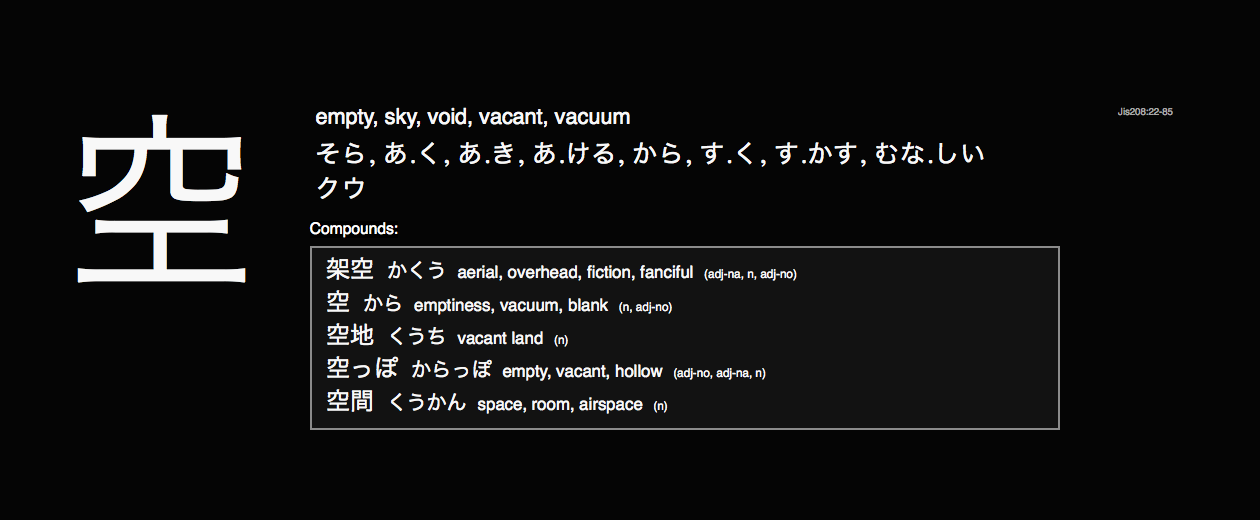 空
empty, sky, void, vacant, vacuum
Jis208:22-85
そら, あ.く, あ.き, あ.ける, から, す.く, す.かす, むな.しい
クウ
Compounds:
架空 かくう aerial, overhead, fiction, fanciful (adj-na, n, adj-no)
空 から emptiness, vacuum, blank (n, adj-no)
空地 くうち vacant land (n)
空っぽ からっぽ empty, vacant, hollow (adj-no, adj-na, n)
空間 くうかん space, room, airspace (n)